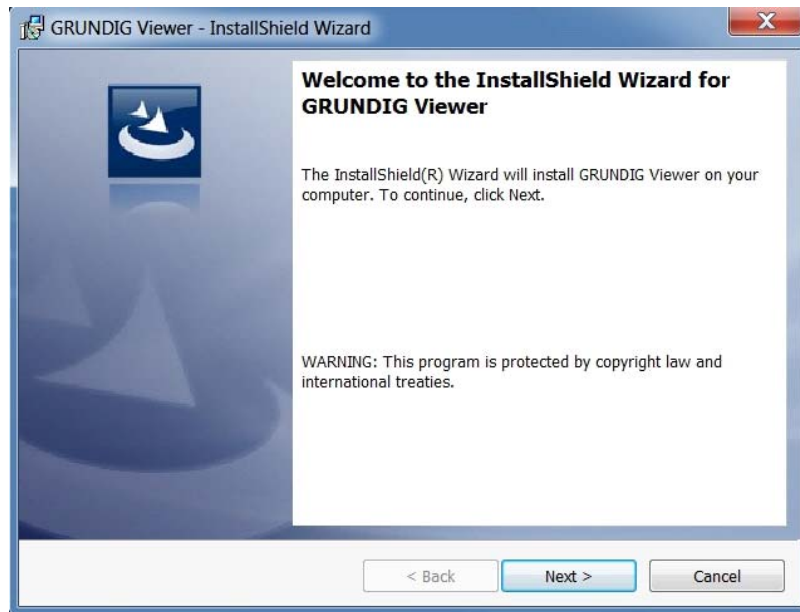 GRUNDIG Viewer - InstallShield Wizard
Welcome to the InstallShield Wizard for
GRUNDIG Viewer
The InstallShield(R) Wizard will install GRUNDIG Viewer on your
computer. To continue, click Next.
WARNING: This program is protected by copyright law and
international treaties.
< Back
Next >
Cancel